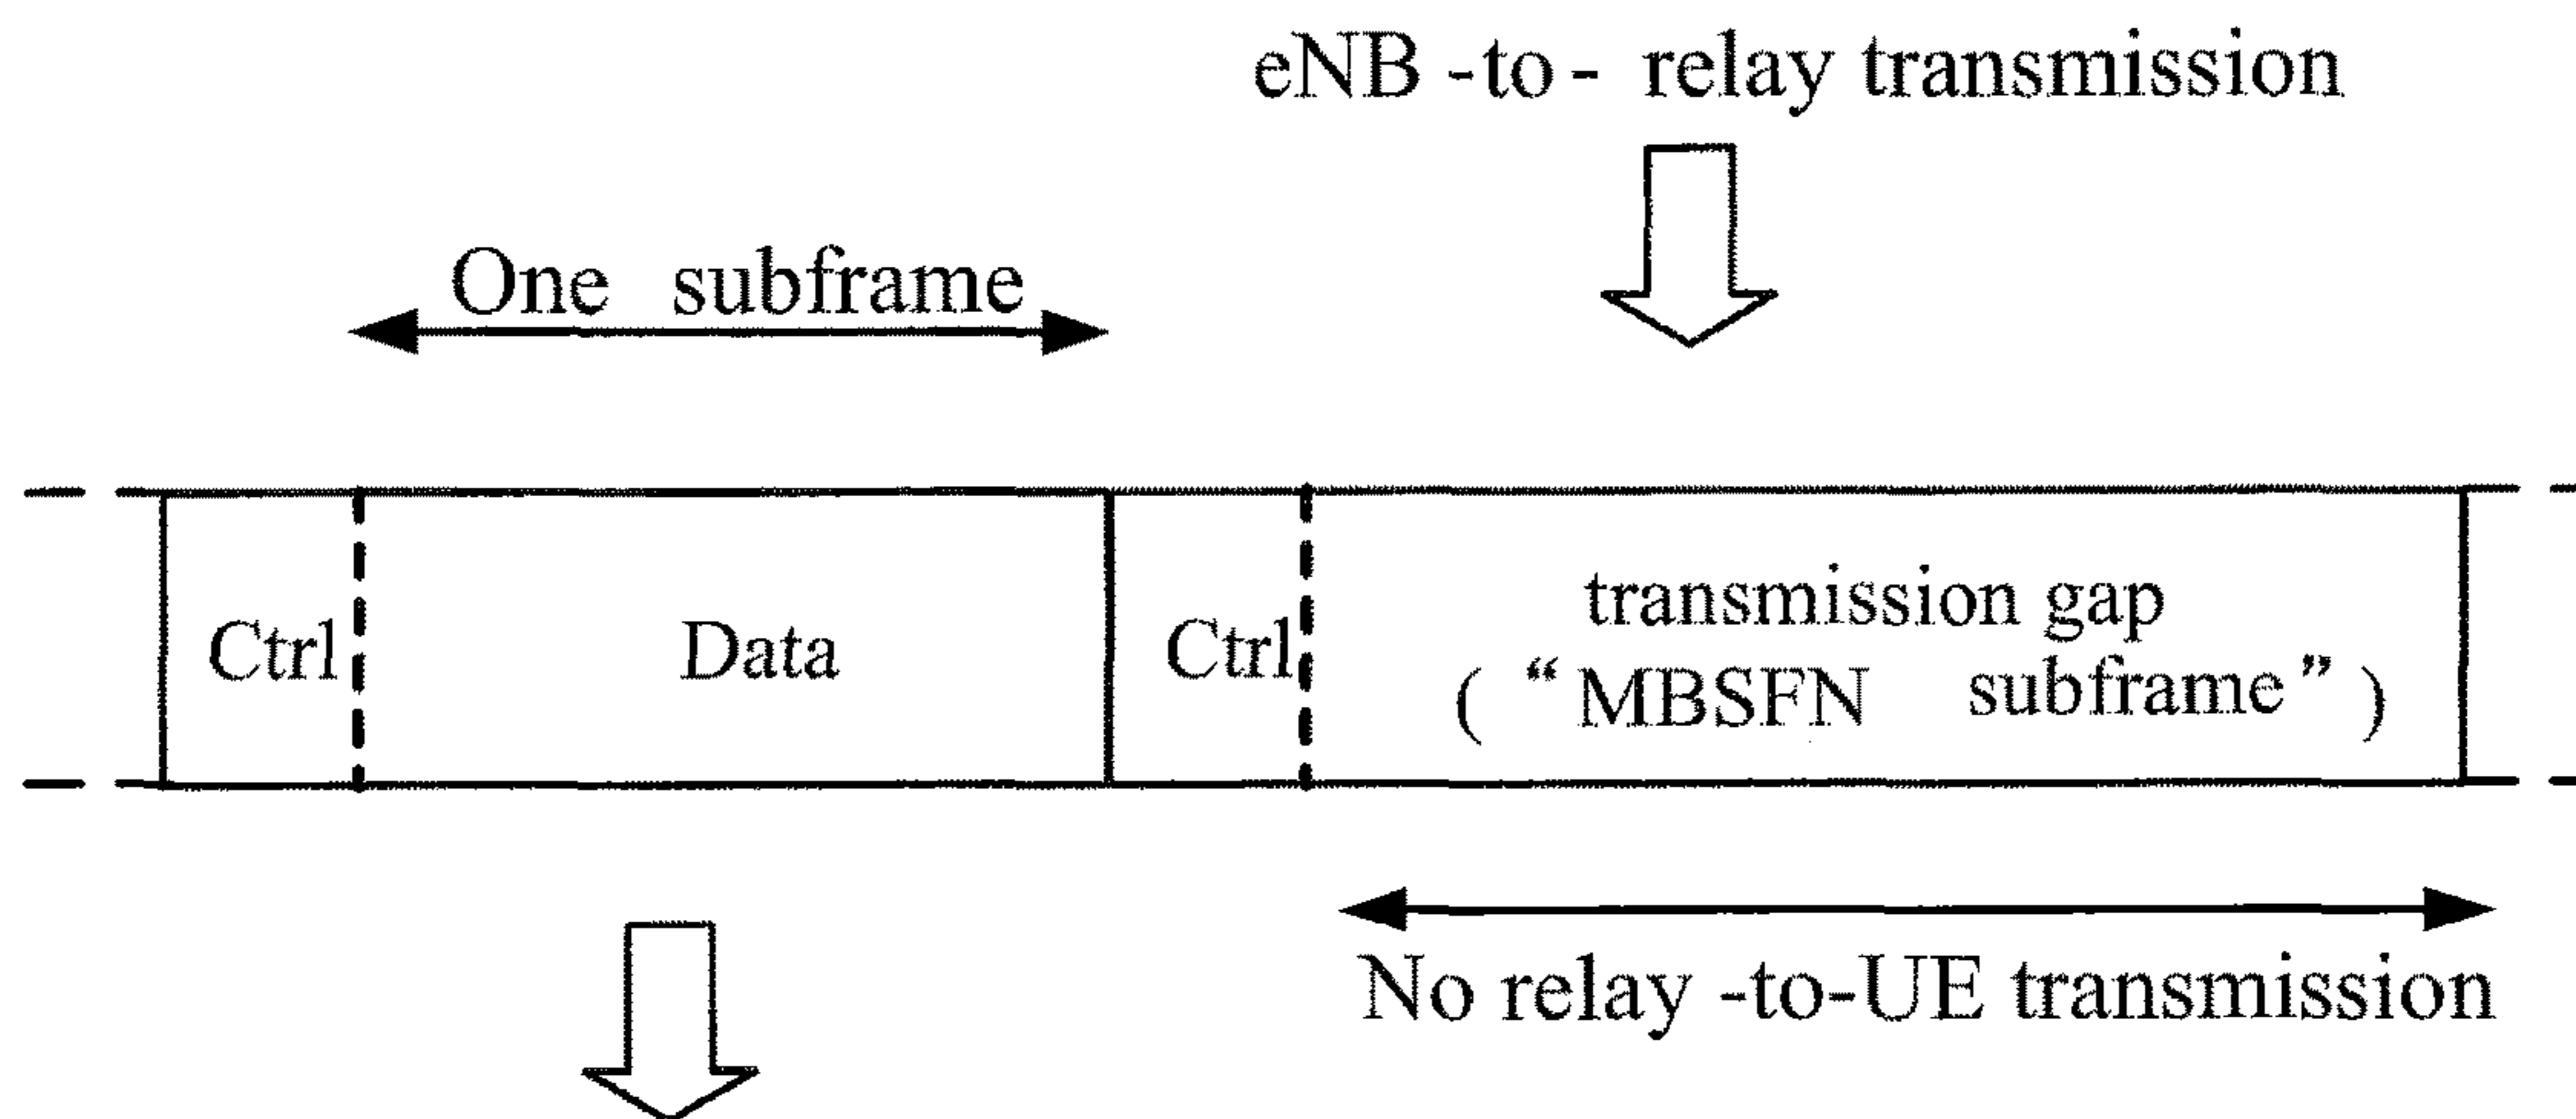 eNB -to- relay transmission
One subframe
Ctrl
Data
Ctrl
transmission gap
( “MBSFN subframe” )
No relay -to-UE transmission